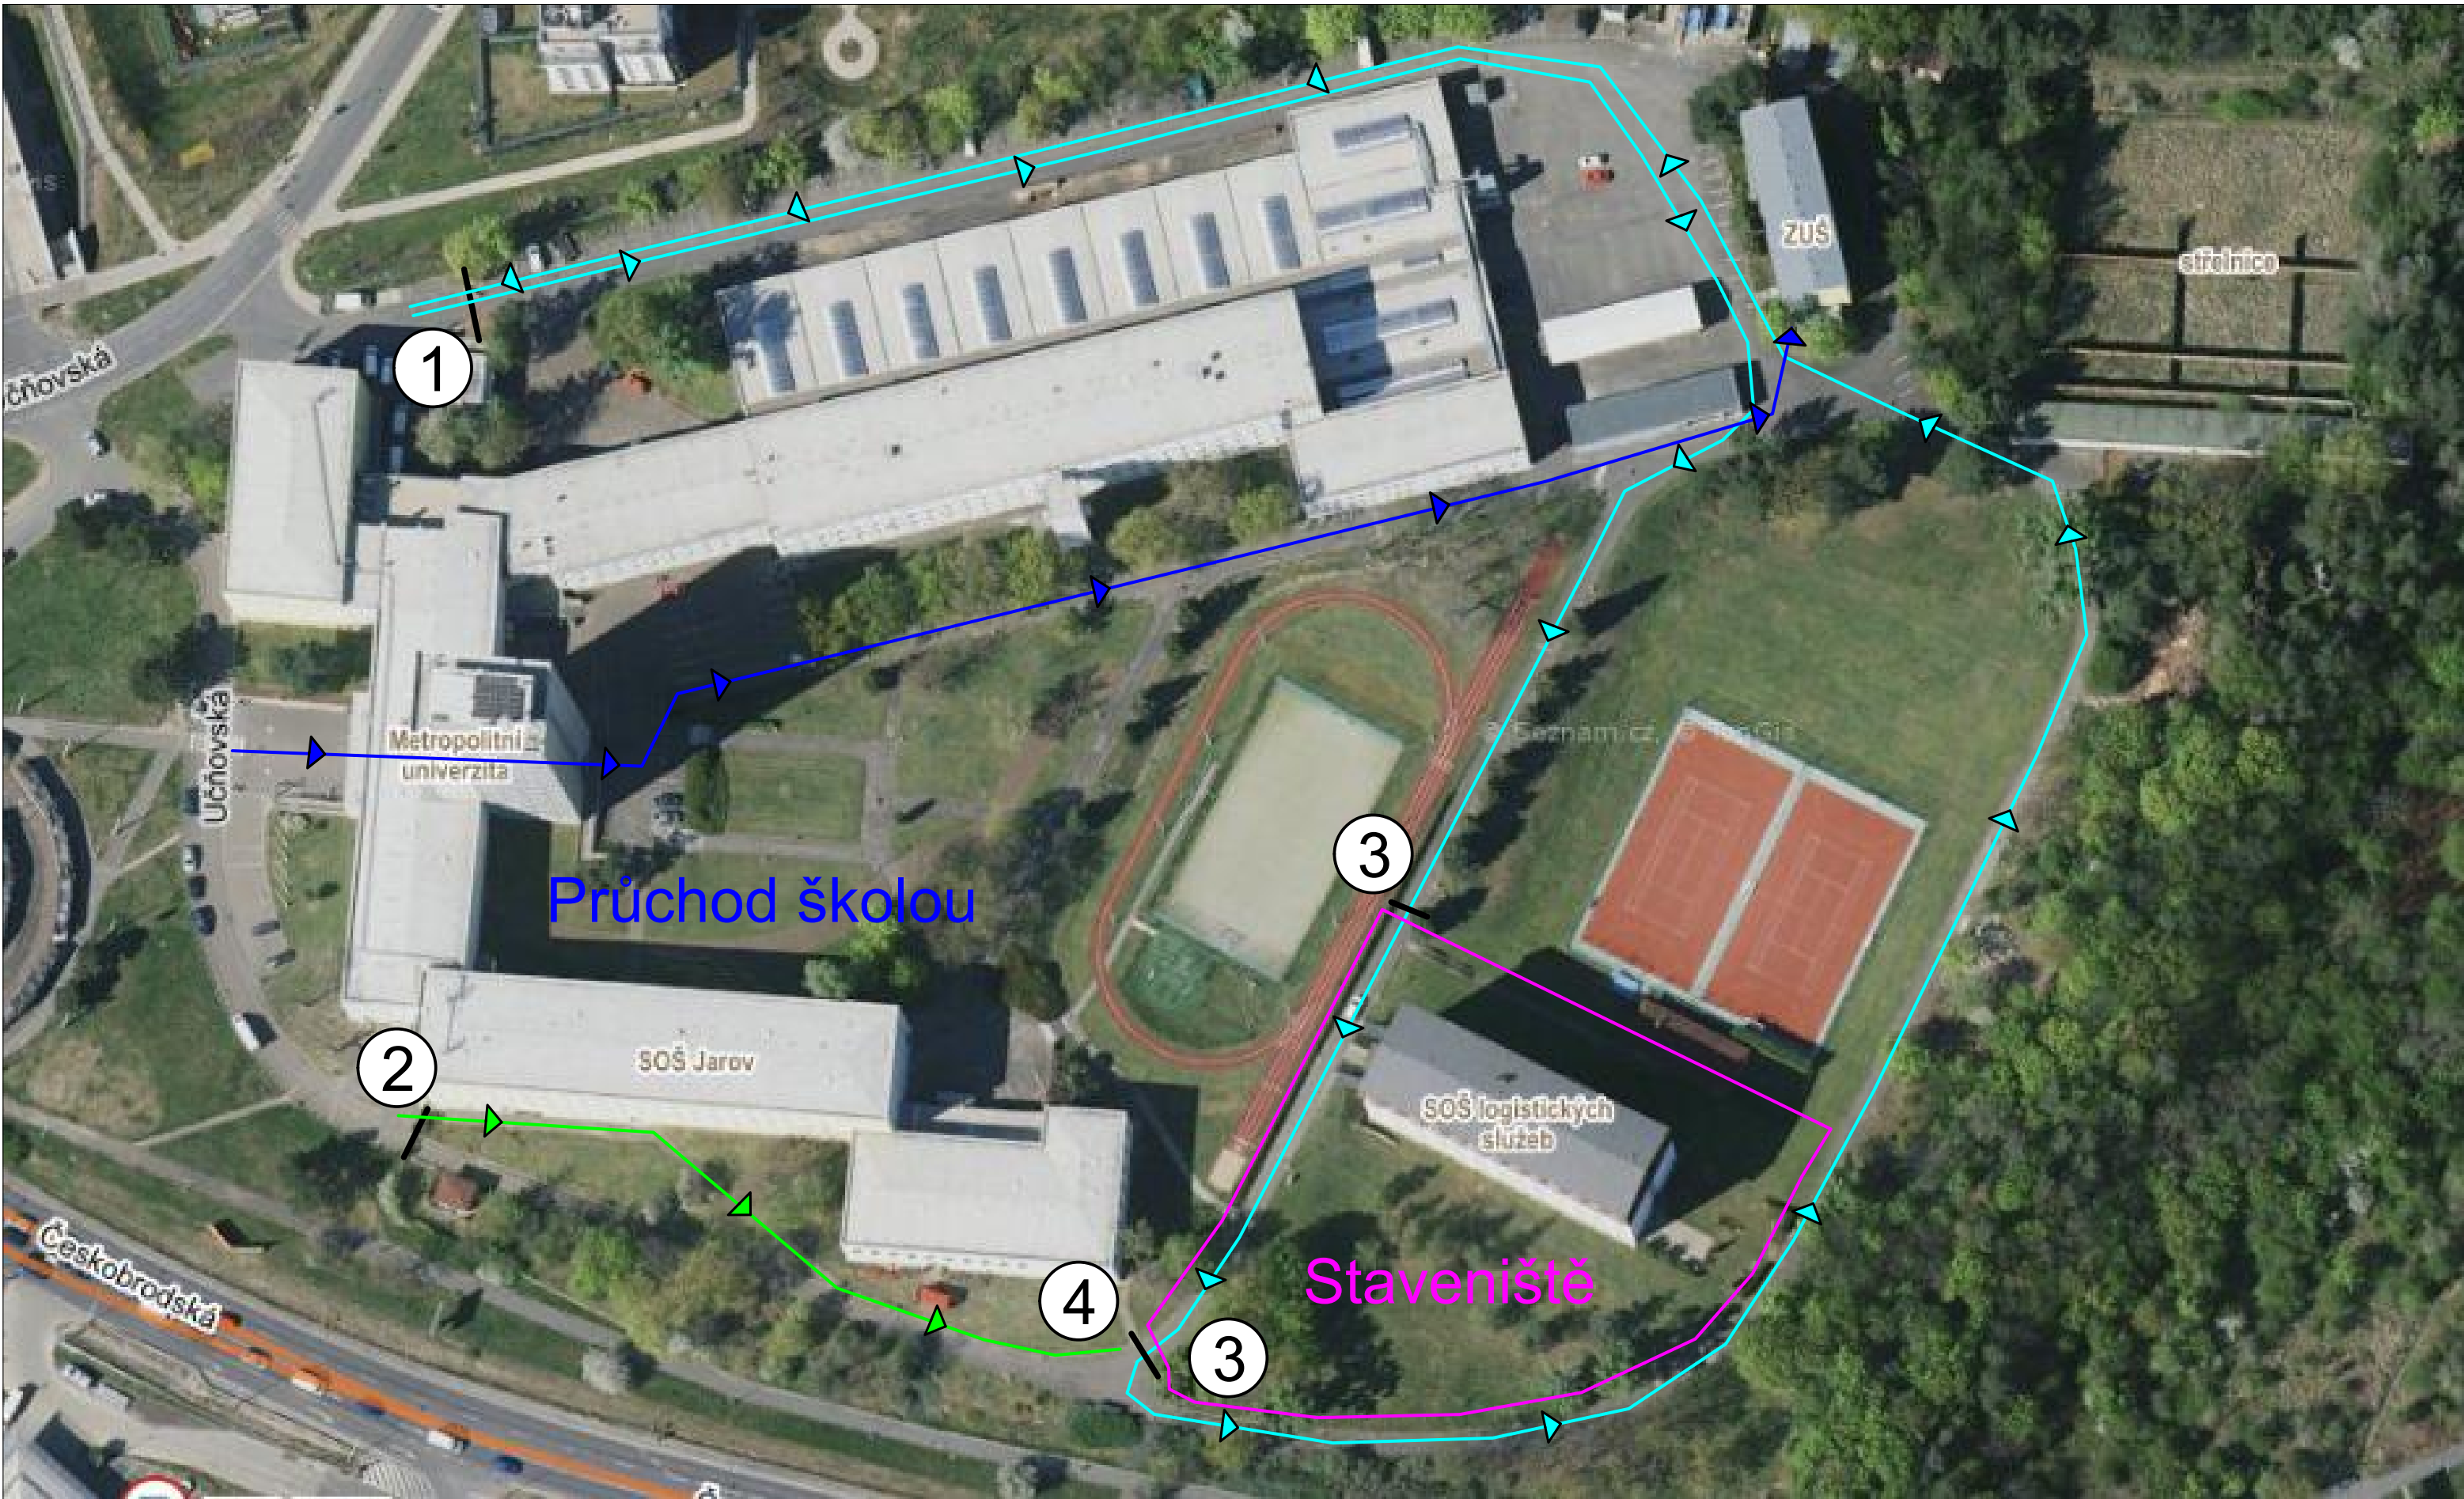 ZUŠ
střelnice
1
Učňovská
Metropolitní
univerzita
3
Průchod školou
2
SOŠ Jarov
SOŠ logistických
služeb
Staveniště
4
3
Českobrodská